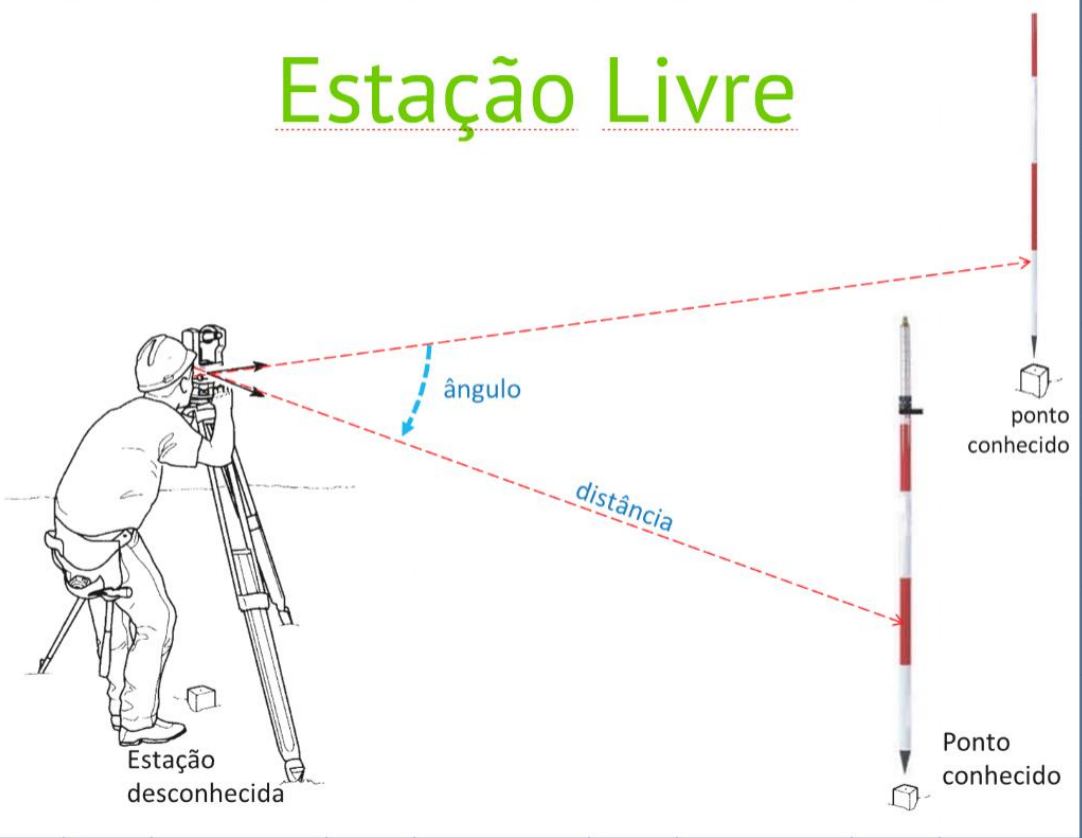 Estação Livre
ângulo
ponto
conhecido
distância
Ponto
conhecido
Estação
desconhecida